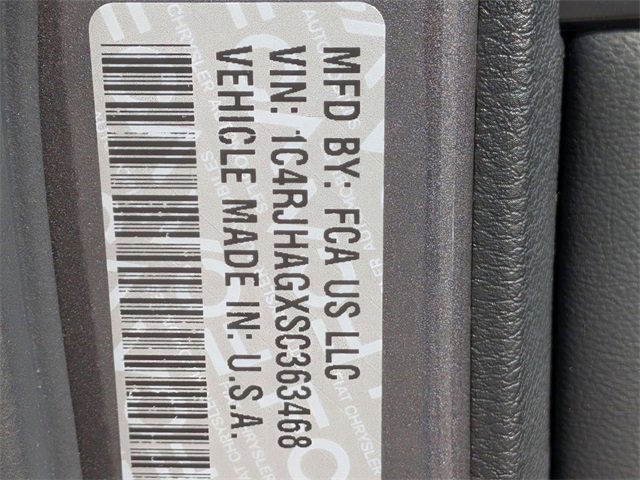 MFD BY: FCA US LLC
VIN: 1C4RJHAGXSC363468
VEHICLE MADE IN: U.S.A.